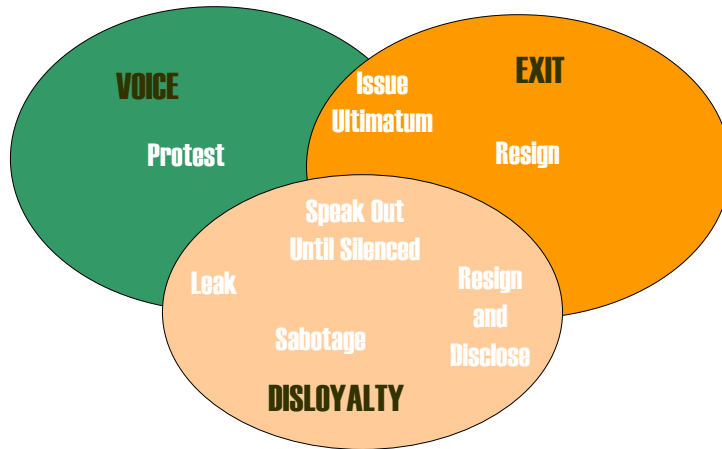 VOICE
EXIT
Issue
Ultimatum
Protest
Resign
Speak Out
Until Silenced
Leak
Resign
and
Disclose
Sabotage
DISLOYALTY